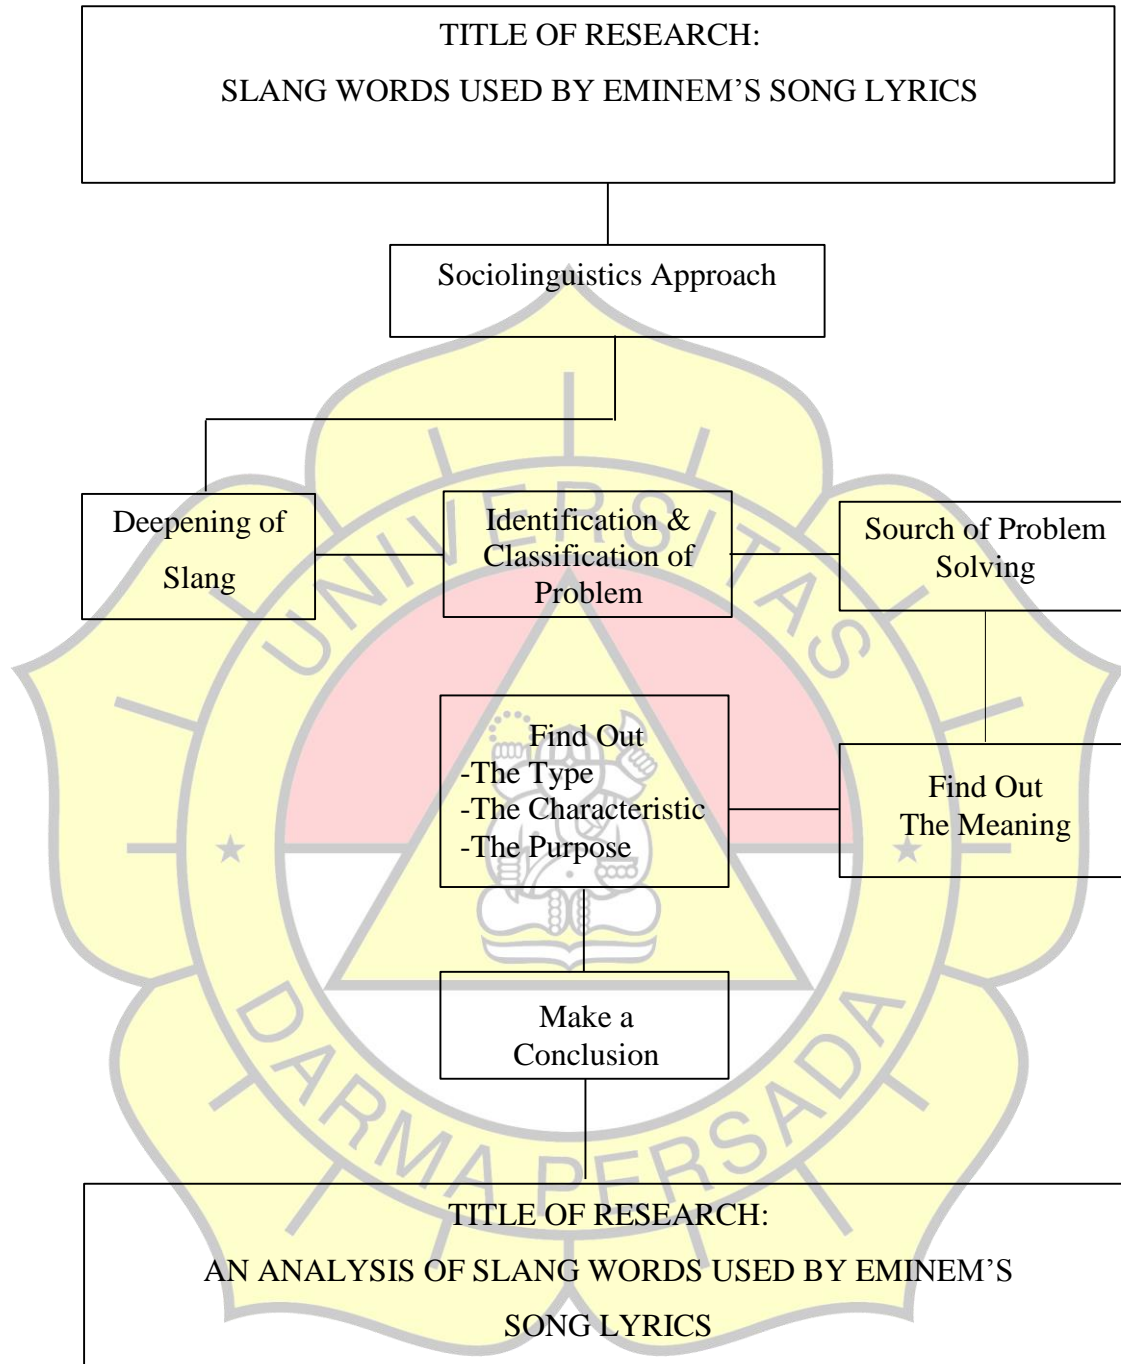 TITLE OF RESEARCH:
SLANG WORDS USED BY EMINEM’S SONG LYRICS
Sociolinguistics Approach
Deepening of
Slang
Identification &
Classification of
Problem
Sourch of Problem
Solving
Find Out
-The Type
-The Characteristic
-The Purpose
Find Out
The Meaning
Make a
Conclusion
TITLE OF RESEARCH:
AN ANALYSIS OF SLANG WORDS USED BY EMINEM’S
SONG LYRICS
UNIVERSITAS
DARMA PERSADA